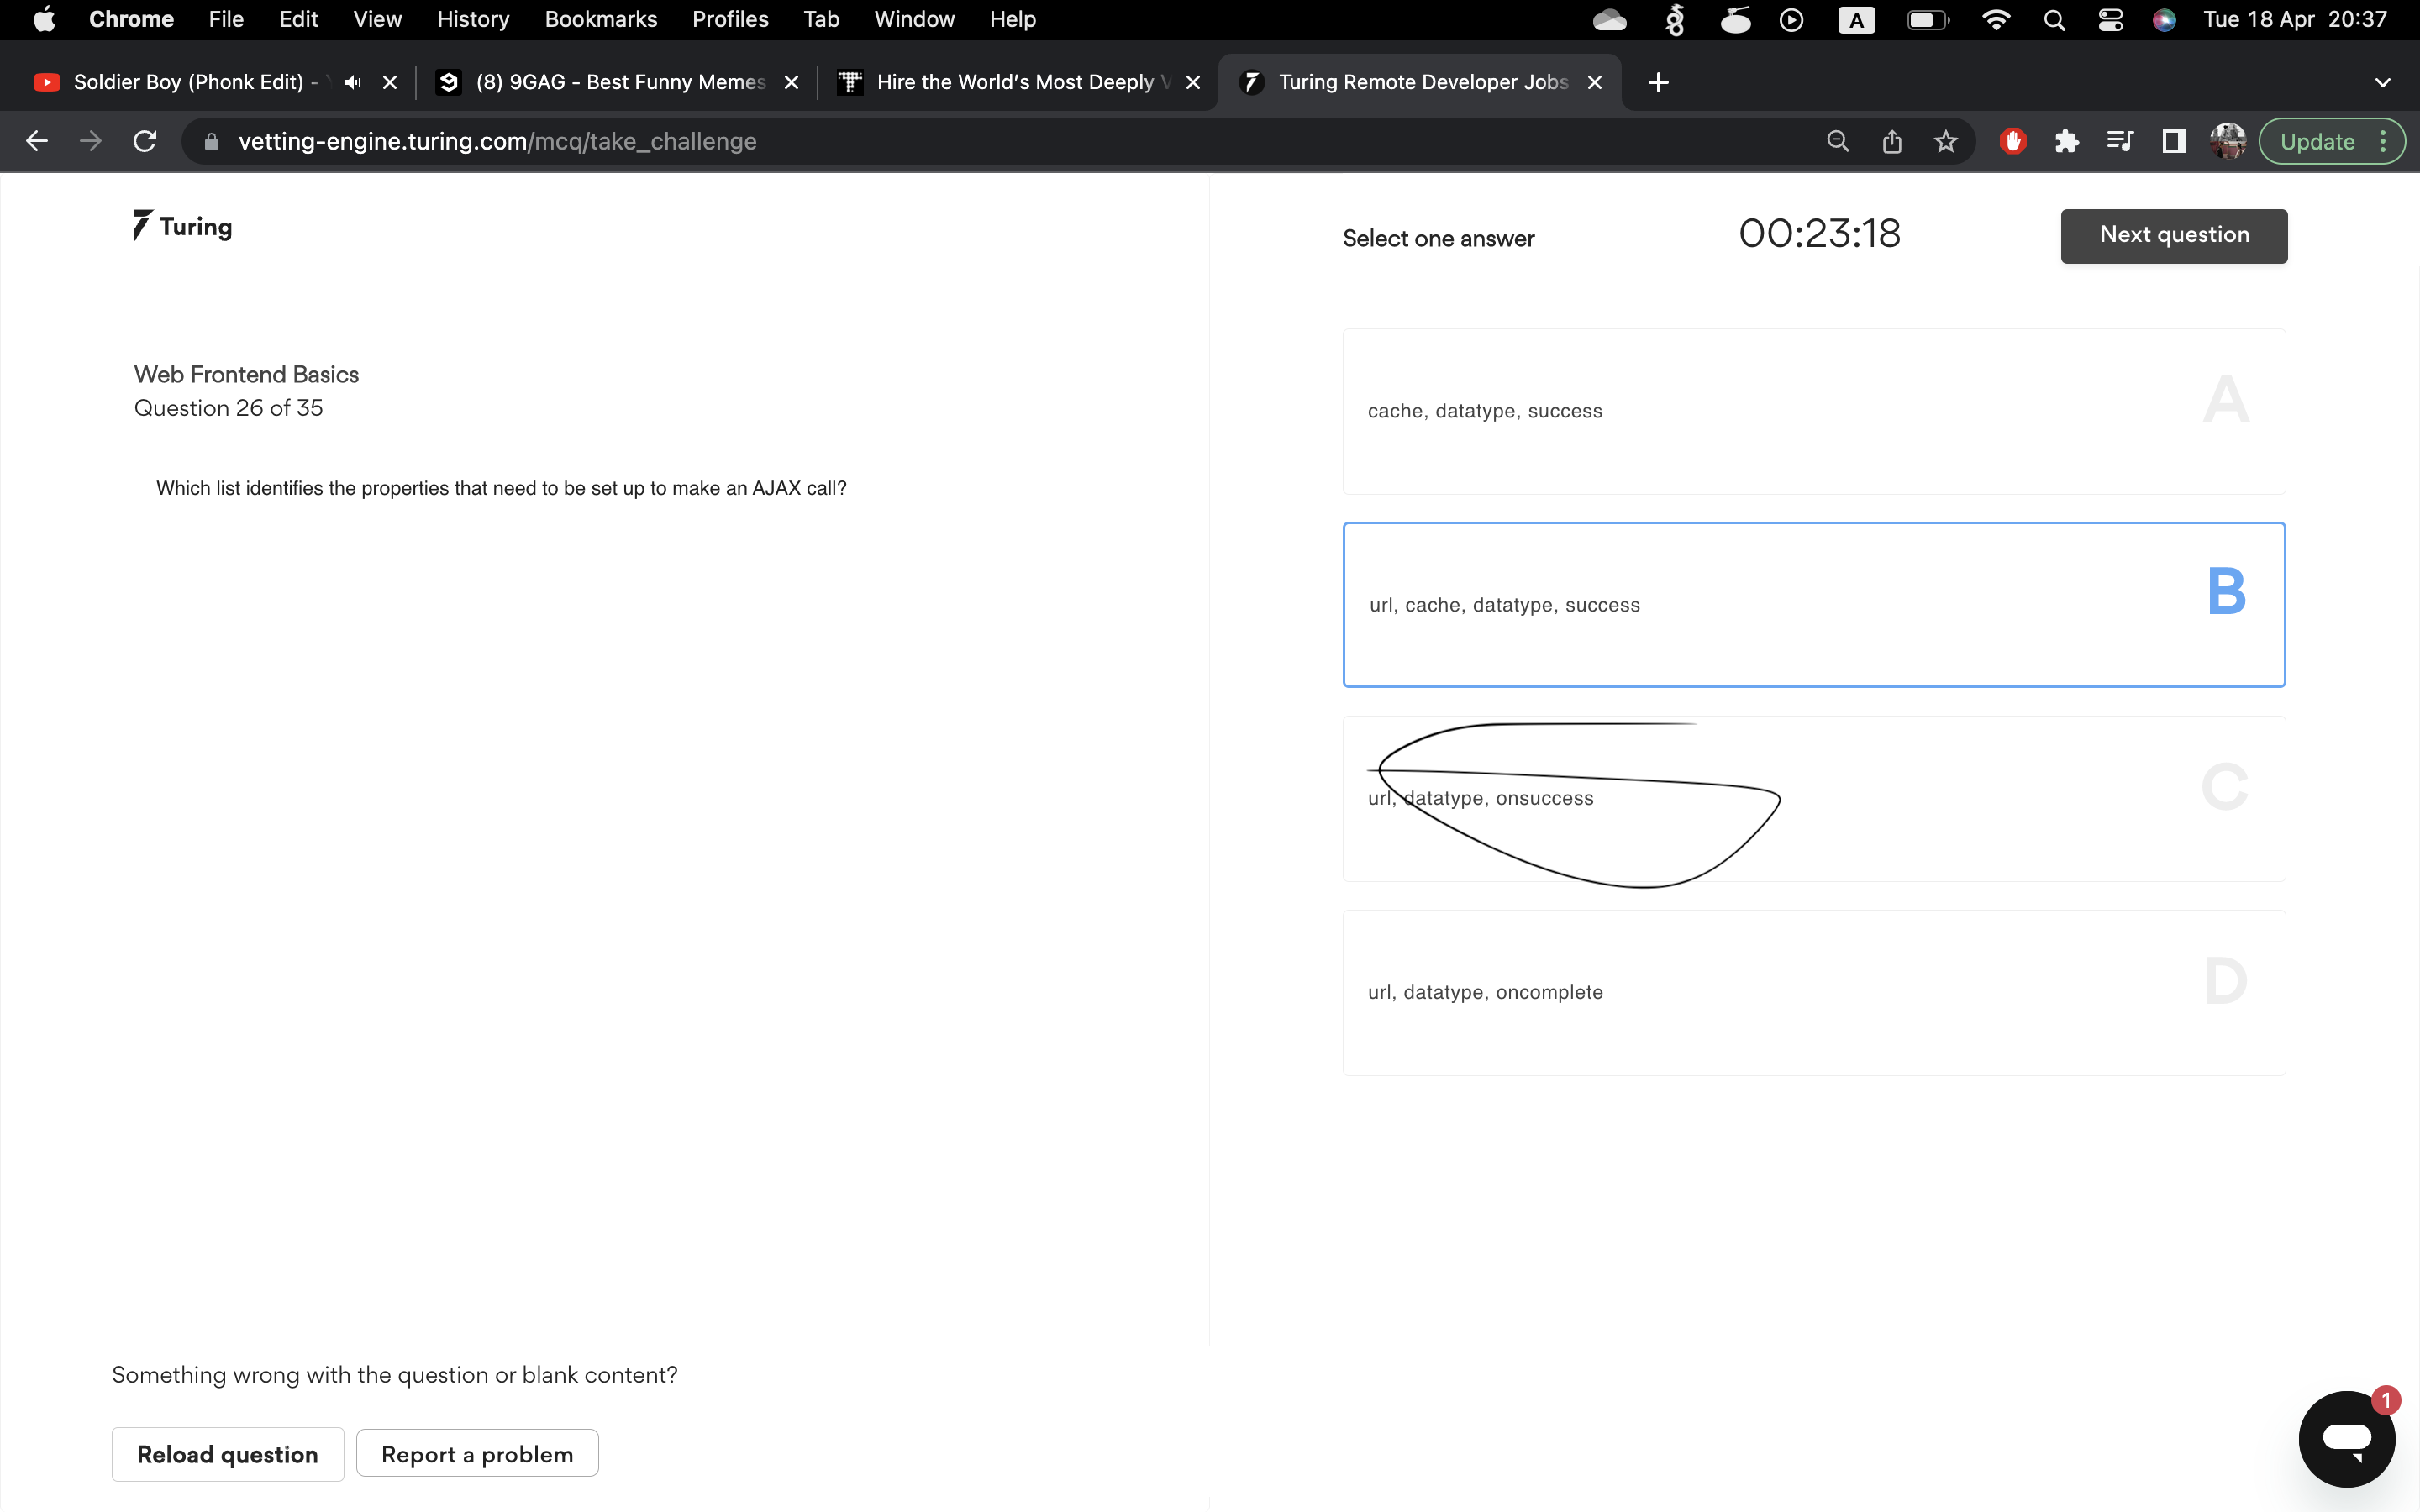 Chrome File Edit View History Bookmarks Profiles Tab Window Help A Tue 18 Apr 20:37
Soldier Boy (Phonk Edit) - (8) 9GAG - Best Funny Memes Hire the World's Most Deeply Turing Remote Developer Jobs
vetting-engine.turing.com/mcq/take_challenge Update
Turing
Select one answer 00:23:18 Next question
Web Frontend Basics
Question 26 of 35
Which list identifies the properties that need to be set up to make an AJAX call?
cache, datatype, success A
url, cache, datatype, success B
url, datatype, onsuccess C
url, datatype, oncomplete D
Something wrong with the question or blank content?
Reload question Report a problem
1